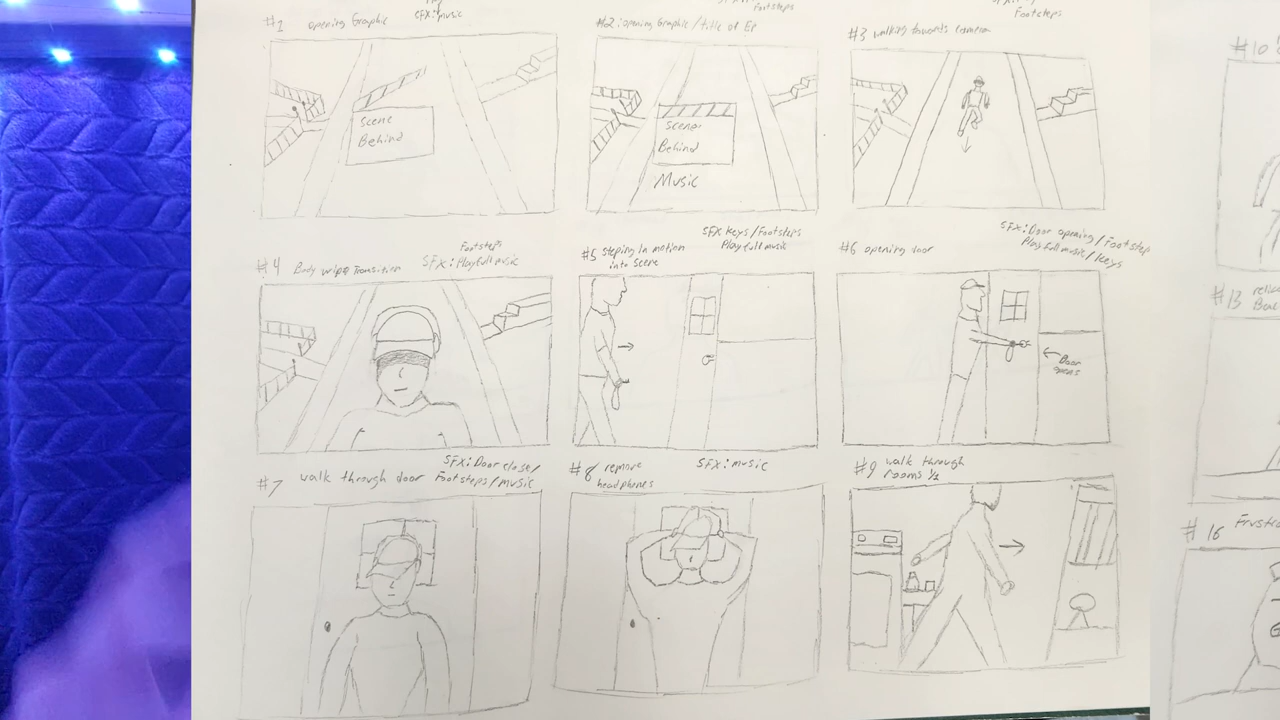 #1 opening Graphic
SFX: music
Footsteps
#2: opening Graphic / title of Ep
Footsteps
#3 walking towards camera
Scene
Behind
Scene
Behind
Music
#4 Body wipe Transition
Footsteps
SFX: Playfull music
#5 steping In motion
into scene
SFX keys/Footsteps
Playfull music
#6 opening door
SFX: Door opening/Footstep
Playfull music/keys
Door
opens
#7 walk through door
SFX: Door close/
Footsteps/music
#8 remove
headphones
SFX: music
#9 walk through
rooms 1/2
#10
#13
#16